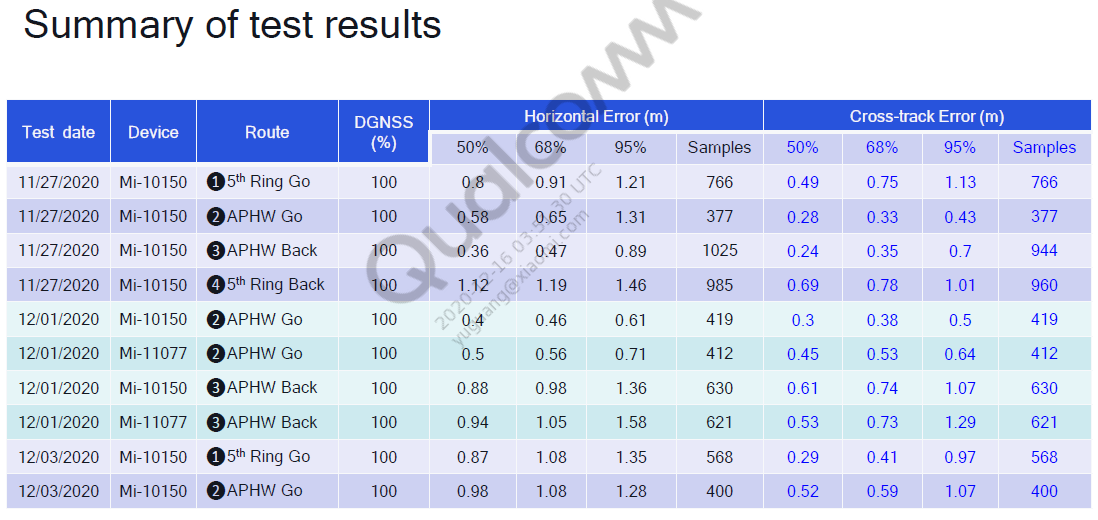 Summary of test results
Test date Device Route DGNSS (%) Horizontal Error (m) Cross-track Error (m)
50% 68% 95% Samples 50% 68% 95% Samples
11/27/2020 Mi-10150 ❶5th Ring Go 100 0.8 0.91 1.21 766 0.49 0.75 1.13 766
11/27/2020 Mi-10150 ❷APHW Go 100 0.58 0.65 1.31 377 0.28 0.33 0.43 377
11/27/2020 Mi-10150 ❸APHW Back 100 0.36 0.47 0.89 1025 0.24 0.35 0.7 944
11/27/2020 Mi-10150 ❹5th Ring Back 100 1.12 1.19 1.46 985 0.69 0.78 1.01 960
12/01/2020 Mi-10150 ❷APHW Go 100 0.4 0.46 0.61 419 0.3 0.38 0.5 419
12/01/2020 Mi-11077 ❷APHW Go 100 0.5 0.56 0.71 412 0.45 0.53 0.64 412
12/01/2020 Mi-10150 ❸APHW Back 100 0.88 0.98 1.36 630 0.61 0.74 1.07 630
12/01/2020 Mi-11077 ❸APHW Back 100 0.94 1.05 1.58 621 0.53 0.73 1.29 621
12/03/2020 Mi-10150 ❶5th Ring Go 100 0.87 1.08 1.35 568 0.29 0.41 0.97 568
12/03/2020 Mi-10150 ❷APHW Go 100 0.98 1.08 1.28 400 0.52 0.59 1.07 400
Qualcomm
UTC